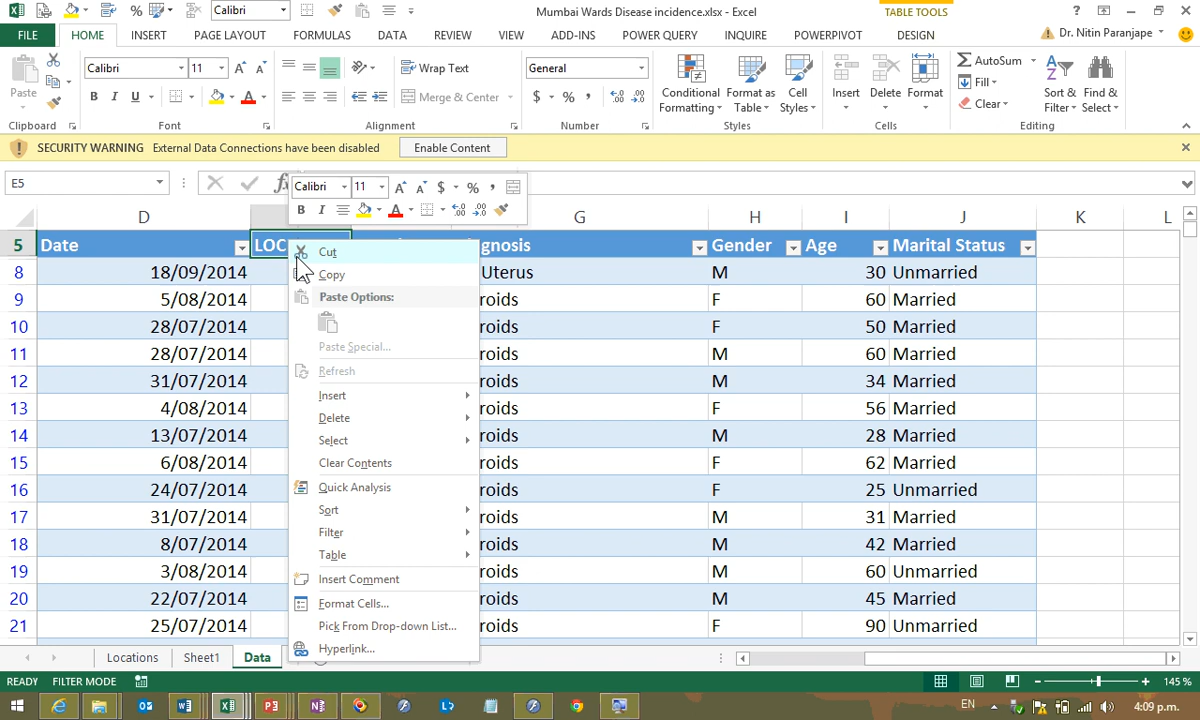 Calibri
Mumbai Wards Disease incidence.xlsx - Excel
TABLE TOOLS
?
FILE HOME INSERT PAGE LAYOUT FORMULAS DATA REVIEW VIEW ADD-INS POWER QUERY INQUIRE POWERPIVOT DESIGN
Dr. Nitin Paranjape
Paste
Calibri 11
Wrap Text
General
Conditional Formatting
Format as Table
Cell Styles
Insert Delete Format
AutoSum
Fill
Clear
Sort & Filter
Find & Select
B I U
Merge & Center
$ % ,
Clipboard Font Alignment Number Styles Cells Editing
SECURITY WARNING External Data Connections have been disabled
Enable Content
E5
fx
Calibri 11 A A $ % ,
B I A
D G H I J K L
5 Date LOC gnosis Gender Age Marital Status
8 18/09/2014 Uterus M 30 Unmarried
9 5/08/2014 roids F 60 Married
10 28/07/2014 roids F 50 Married
11 28/07/2014 roids M 60 Married
12 31/07/2014 roids M 34 Married
13 4/08/2014 roids F 56 Married
14 13/07/2014 roids M 28 Married
15 6/08/2014 roids F 62 Married
16 24/07/2014 roids F 25 Unmarried
17 31/07/2014 roids M 31 Married
18 8/07/2014 roids M 42 Married
19 3/08/2014 roids M 60 Unmarried
20 22/07/2014 roids M 45 Married
21 25/07/2014 roids F 90 Unmarried
Cut
Copy
Paste Options:
Paste Special...
Refresh
Insert
Delete
Select
Clear Contents
Quick Analysis
Sort
Filter
Table
Insert Comment
Format Cells...
Pick From Drop-down List...
Hyperlink...
Locations Sheet1 Data
READY FILTER MODE
145 %
EN
4:09 p.m.